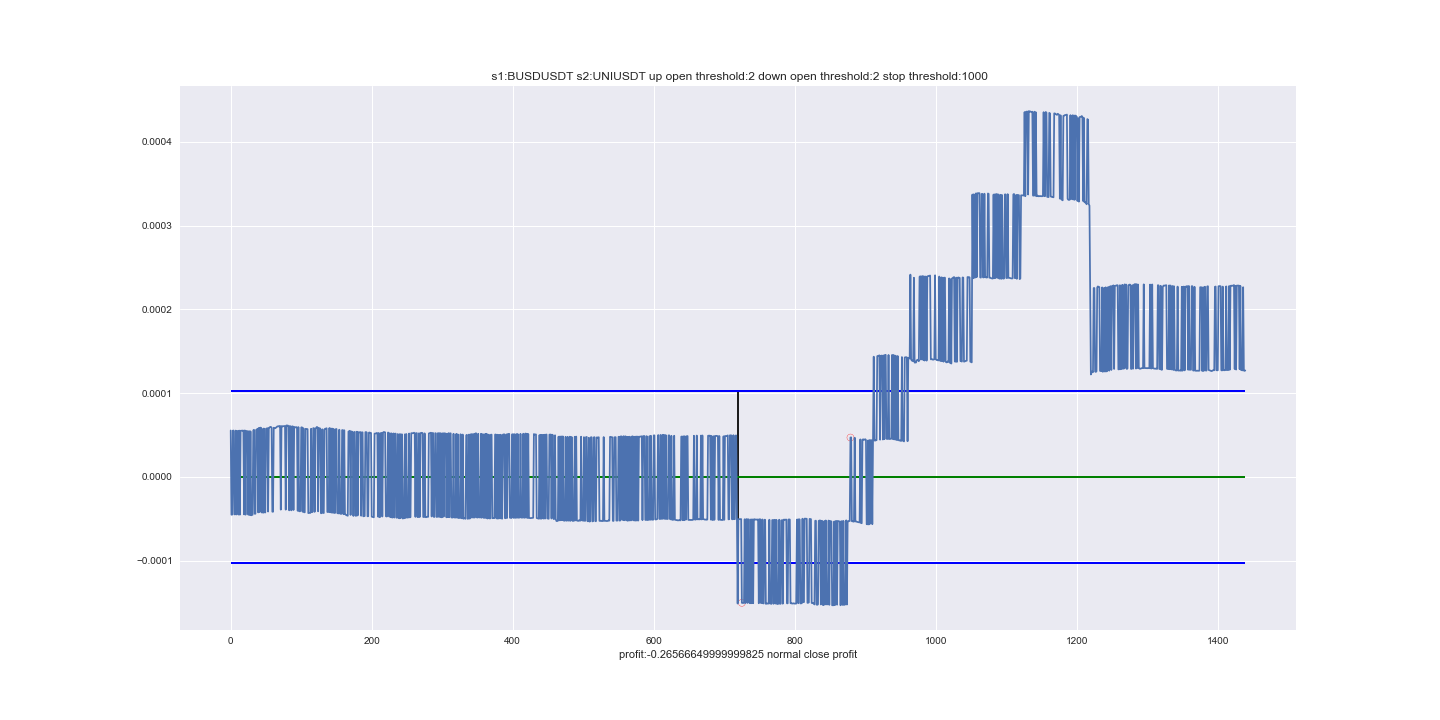 s1:BUSDUSDT s2:UNIUSDT up open threshold:2 down open threshold:2 stop threshold:1000
0.0004
0.0003
0.0002
0.0001
0.0000
−0.0001
0 200 400 600 800 1000 1200 1400
profit:-0.26566649999999825 normal close profit